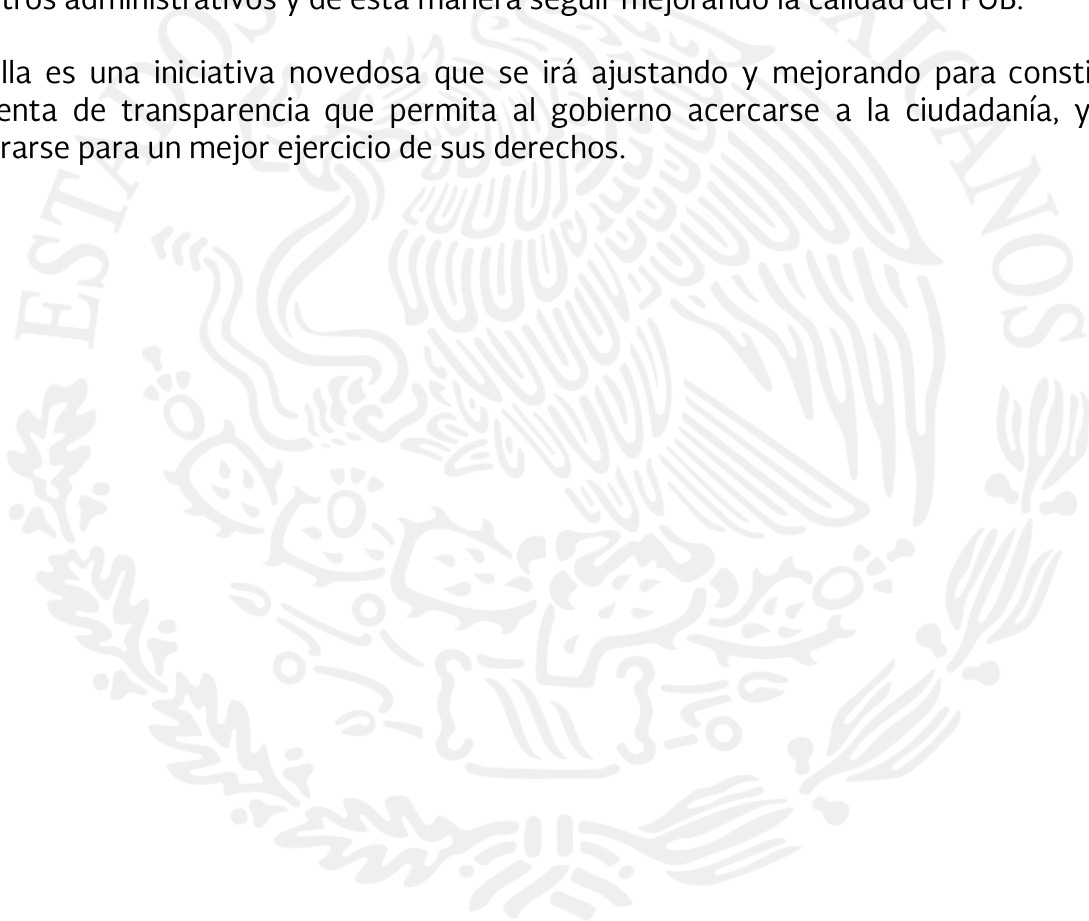 tros administrativos y de esta manera seguir mejorando la calidad del POB.
lla es una iniciativa novedosa que se irá ajustando y mejorando para consti
enta de transparencia que permita al gobierno acercarse a la ciudadanía, y
rarse para un mejor ejercicio de sus derechos.
ESTADOS
XICANOS